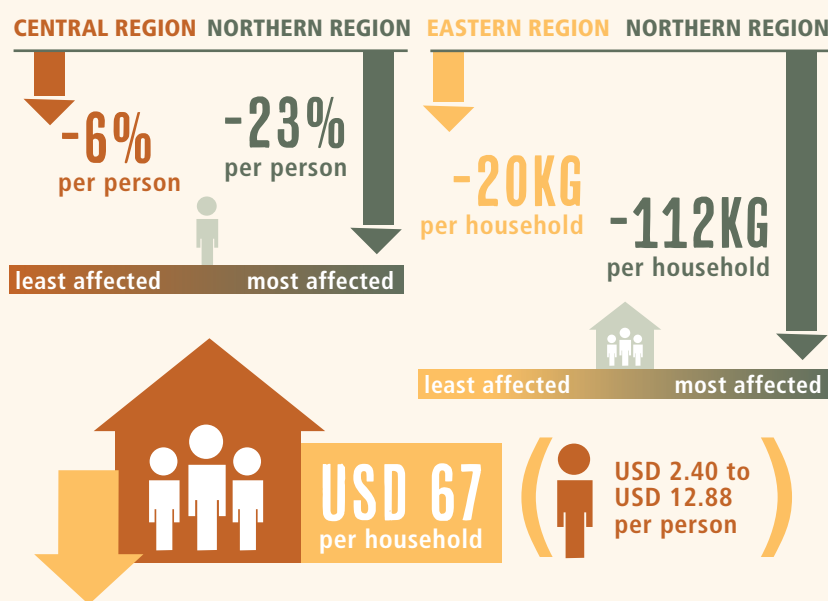 CENTRAL REGION NORTHERN REGION
-6%
per person
-23%
per person
least affected most affected
EASTERN REGION NORTHERN REGION
-20KG
per household
-112KG
per household
least affected most affected
USD 67
per household
USD 2.40 to
USD 12.88
per person